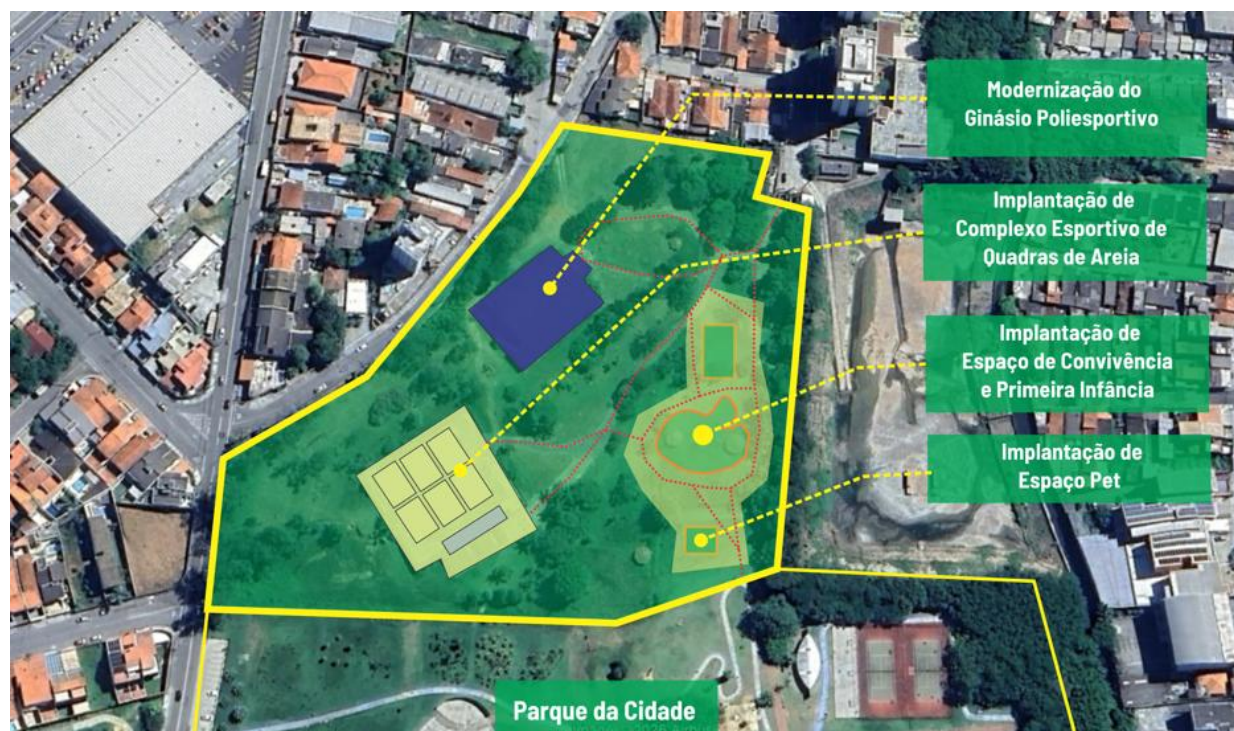 Modernização do
Ginásio Poliesportivo
Implantação de
Complexo Esportivo de
Quadras de Areia
Implantação de
Espaço de Convivência
e Primeira Infância
Implantação de
Espaço Pet
Parque da Cidade